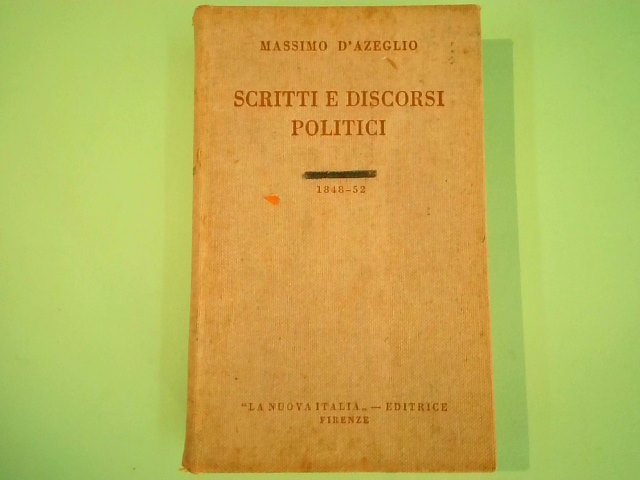 MASSIMO D'AZEGLIO
SCRITTI E DISCORSI
POLITICI
1848-52
"LA NUOVA ITALIA„ — EDITRICE
FIRENZE